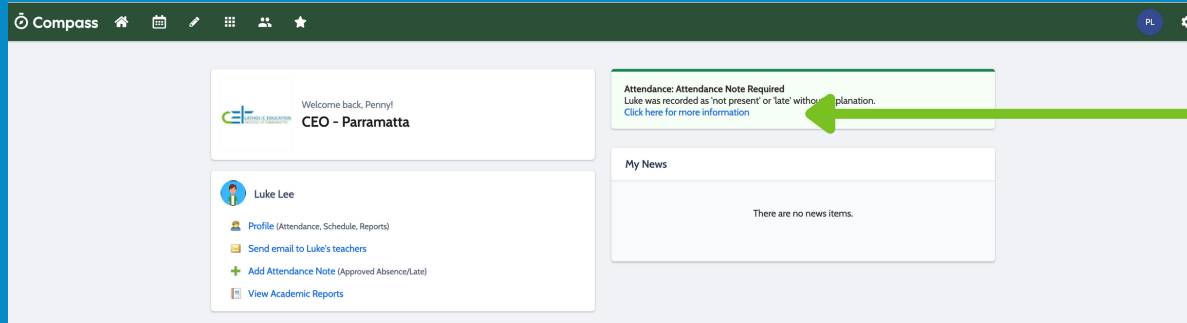 Compass
PL
Welcome back, Penny!
CEO - Parramatta
Luke Lee
Profile (Attendance, Schedule, Reports)
Send email to Luke's teachers
Add Attendance Note (Approved Absence/Late)
View Academic Reports
Attendance: Attendance Note Required
Luke was recorded as 'not present' or 'late' without
Click here for more information
My News
There are no news items.